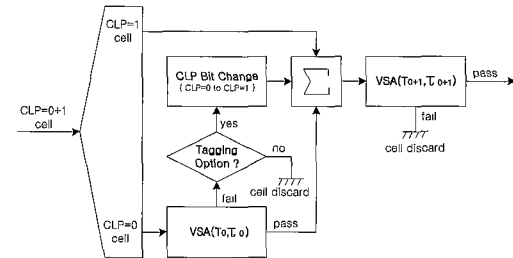 CLP=1
cell
CLP Bit Change
( CLP=0 to CLP=1 )
Σ
VSA(T0+1,τ0+1)
pass
fail
cell discard
CLP=0+1
cell
yes
Tagging
Option ?
no
cell discard
fail
CLP=0
cell
VSA(T0,τ0)
pass